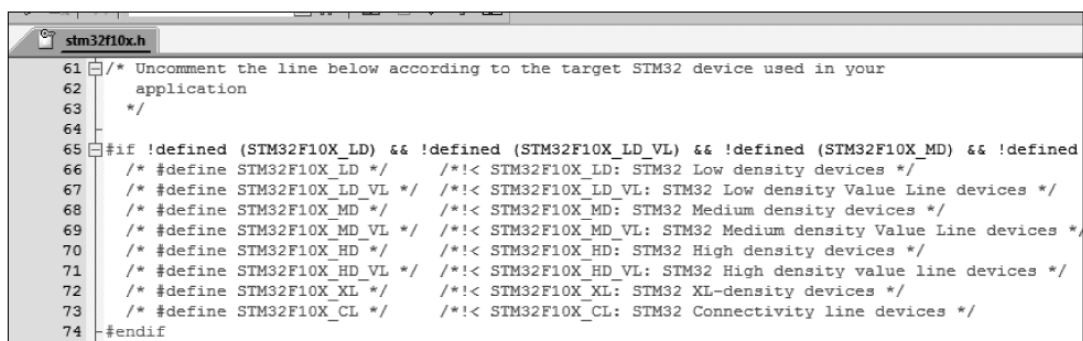 stm32f10x.h
61 /* Uncomment the line below according to the target STM32 device used in your
62 application
63 */
64
65 #if !defined (STM32F10X_LD) && !defined (STM32F10X_LD_VL) && !defined (STM32F10X_MD) && !defined
66 /* #define STM32F10X_LD */ /*!< STM32F10X_LD: STM32 Low density devices */
67 /* #define STM32F10X_LD_VL */ /*!< STM32F10X_LD_VL: STM32 Low density Value Line devices */
68 /* #define STM32F10X_MD */ /*!< STM32F10X_MD: STM32 Medium density devices */
69 /* #define STM32F10X_MD_VL */ /*!< STM32F10X_MD_VL: STM32 Medium density Value Line devices */
70 /* #define STM32F10X_HD */ /*!< STM32F10X_HD: STM32 High density devices */
71 /* #define STM32F10X_HD_VL */ /*!< STM32F10X_HD_VL: STM32 High density value line devices */
72 /* #define STM32F10X_XL */ /*!< STM32F10X_XL: STM32 XL-density devices */
73 /* #define STM32F10X_CL */ /*!< STM32F10X_CL: STM32 Connectivity line devices */
74 #endif